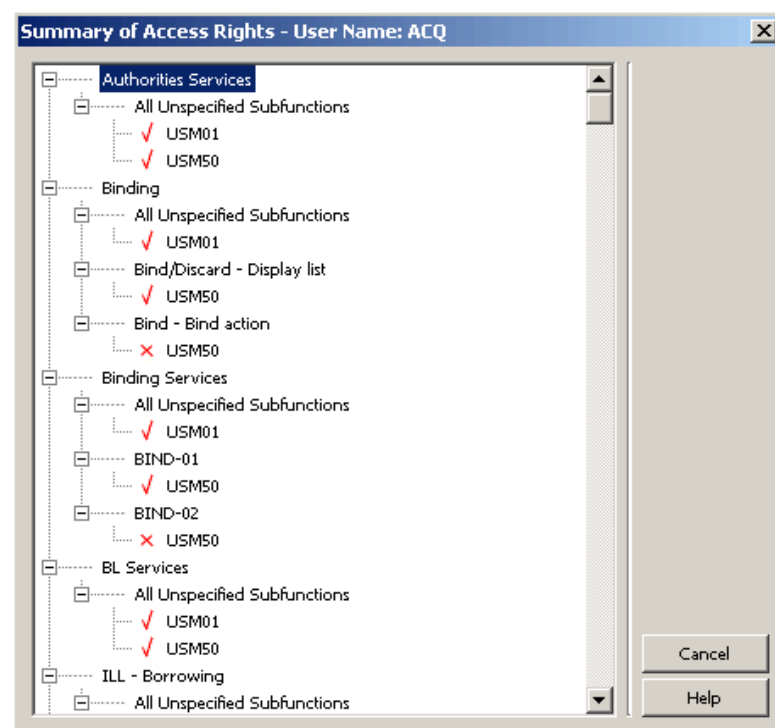 Summary of Access Rights - User Name: ACQ
Authorities Services
All Unspecified Subfunctions
USM01
USM50
Binding
All Unspecified Subfunctions
USM01
Bind/Discard - Display list
USM50
Bind - Bind action
USM50
Binding Services
All Unspecified Subfunctions
USM01
BIND-01
USM50
BIND-02
USM50
BL Services
All Unspecified Subfunctions
USM01
USM50
ILL - Borrowing
All Unspecified Subfunctions
Cancel
Help